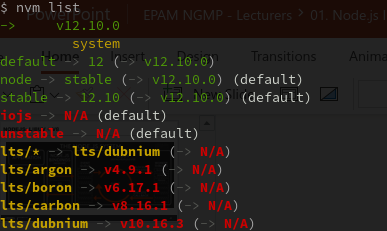 PowerPoint EPAM NGMP - Lecturers > 01. Node.js
$ nvm list
-> v12.10.0
system
default -> 12 (-> v12.10.0)
node -> stable (-> v12.10.0) (default)
stable -> 12.10 (-> v12.10.0) (default)
iojs -> N/A (default)
unstable -> N/A (default)
lts/* -> lts/dubnium (-> N/A)
lts/argon -> v4.9.1 (-> N/A)
lts/boron -> v6.17.1 (-> N/A)
lts/carbon -> v8.16.1 (-> N/A)
lts/dubnium -> v10.16.3 (-> N/A)